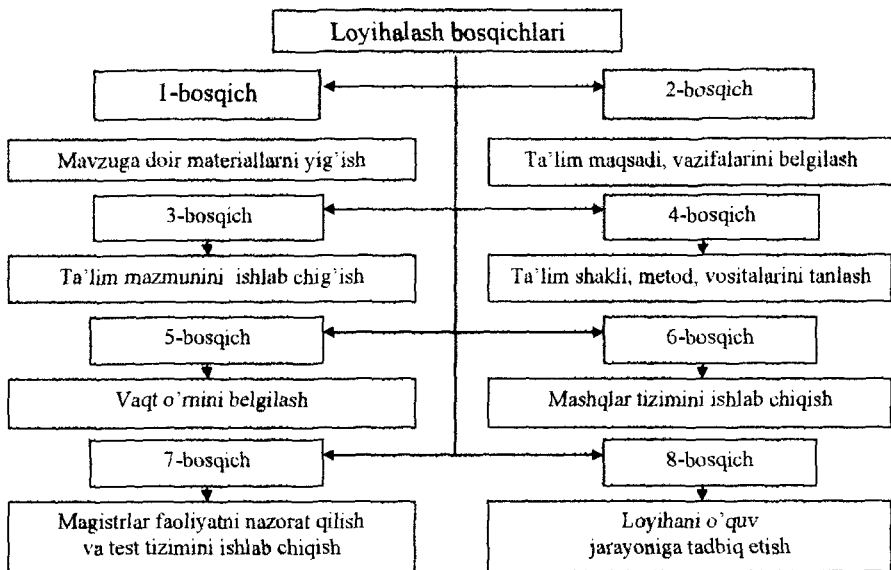 Loyihalash bosqichlari
1-bosqich
2-bosqich
Mavzuga doir materiallarni yig'ish
Ta'lim maqsadi, vazifalarini belgilash
3-bosqich
4-bosqich
Ta'lim mazmunini ishlab chig'ish
Ta'lim shakli, metod, vositalarini tanlash
5-bosqich
6-bosqich
Vaqt o'rnini belgilash
Mashqlar tizimini ishlab chiqish
7-bosqich
8-bosqich
Magistrlar faoliyatni nazorat qilish
va test tizimini ishlab chiqish
Loyihani o'quv
jarayoniga tadbiq etish